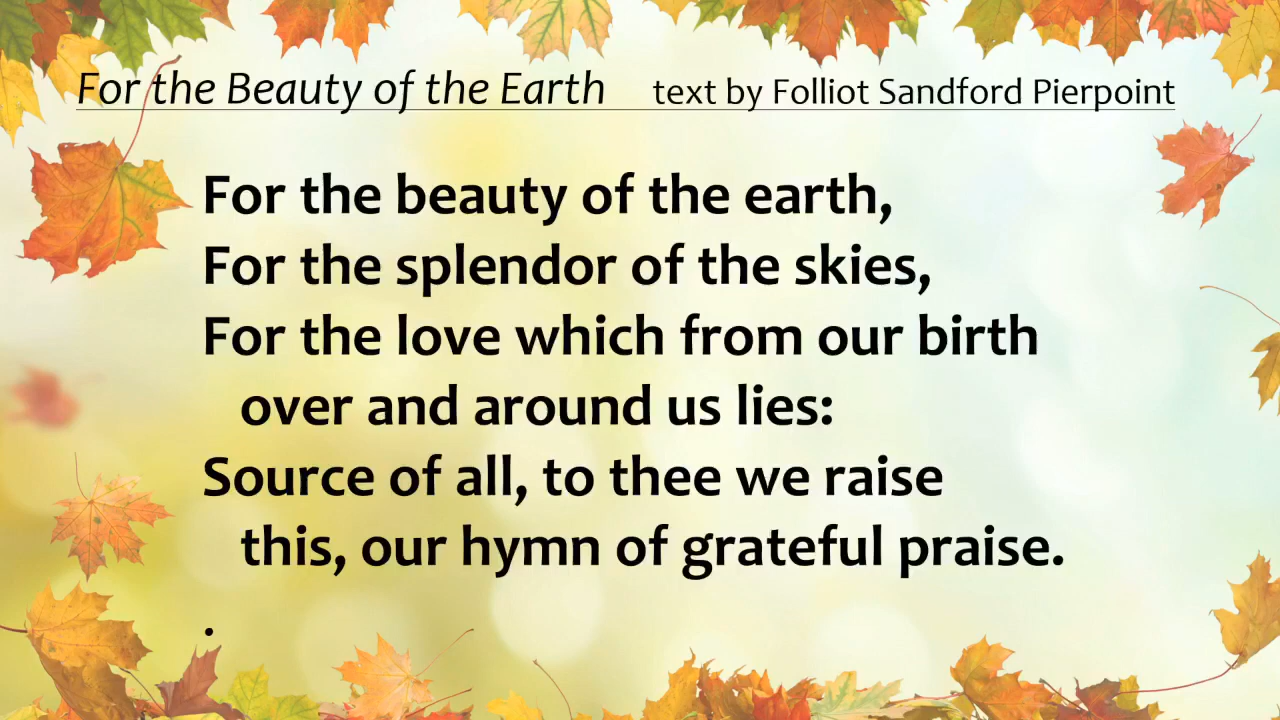 For the Beauty of the Earth text by Folliot Sandford Pierpoint
For the beauty of the earth,
For the splendor of the skies,
For the love which from our birth
over and around us lies:
Source of all, to thee we raise
this, our hymn of grateful praise.
.